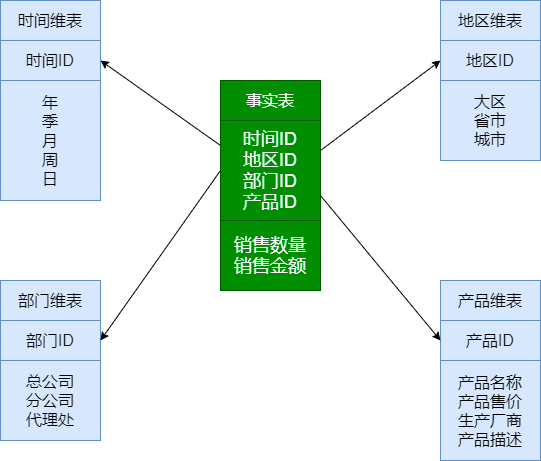 时间维表
时间ID
年
季
月
周
日
地区维表
地区ID
大区
省市
城市
事实表
时间ID
地区ID
部门ID
产品ID
销售数量
销售金额
部门维表
部门ID
总公司
分公司
代理处
产品维表
产品ID
产品名称
产品售价
生产厂商
产品描述